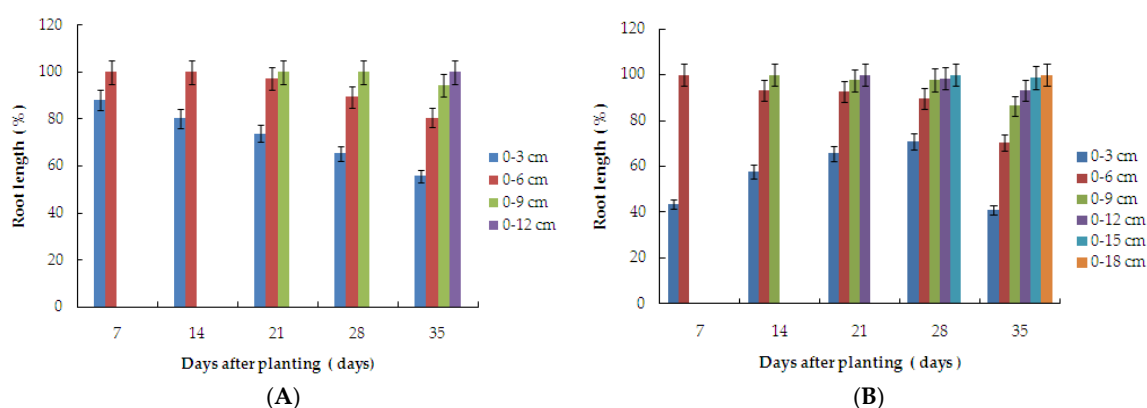 120
100
80
60
40
20
0
Root length (%)
7 14 21 28 35
Days after planting ( days)
0-3 cm
0-6 cm
0-9 cm
0-12 cm
(A)
120
100
80
60
40
20
0
Root length (%)
7 14 21 28 35
Days after planting ( days )
0-3 cm
0-6 cm
0-9 cm
0-12 cm
0-15 cm
0-18 cm
(B)